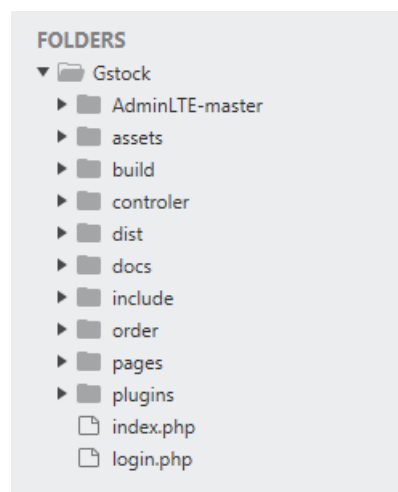 FOLDERS
Gstock
AdminLTE-master
assets
build
controler
dist
docs
include
order
pages
plugins
index.php
login.php